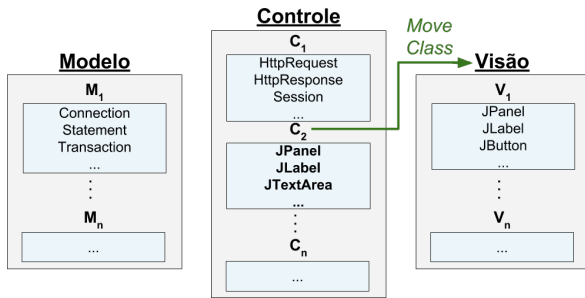 Modelo
M1
Connection
Statement
Transaction
...
Mn
...
Controle
C1
HttpRequest
HttpResponse
Session
...
C2
JPanel
JLabel
JTextArea
...
Cn
...
Move
Class
Visão
V1
JPanel
JLabel
JButton
...
Vn
...